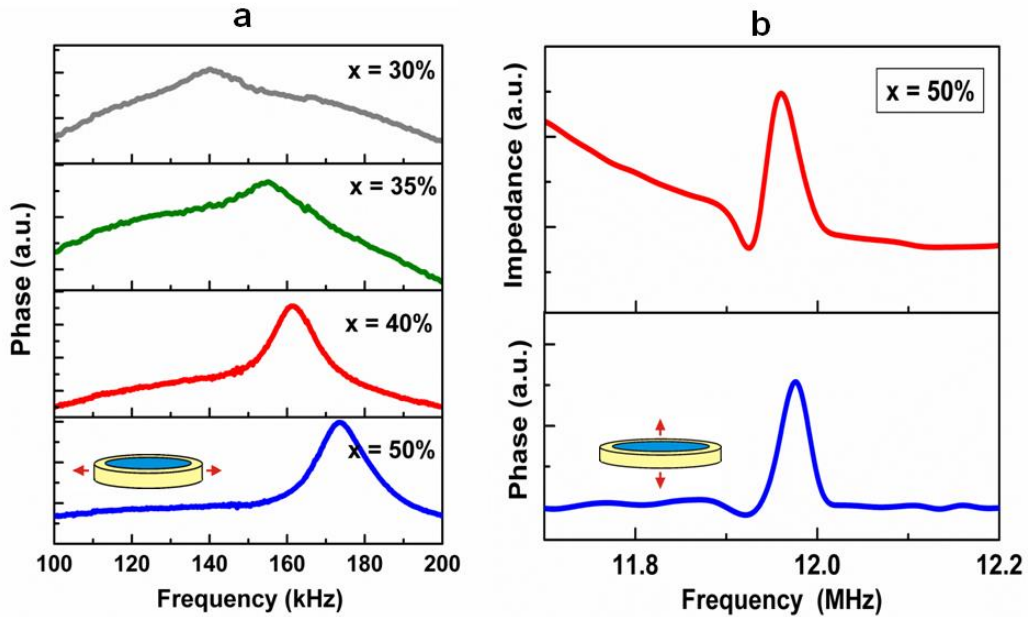 a
x = 30%
x = 35%
x = 40%
x = 50%
Phase (a.u.)
100 120 140 160 180 200
Frequency (kHz)
b
x = 50%
Impedance (a.u.)
Phase (a.u.)
11.8 12.0 12.2
Frequency (MHz)